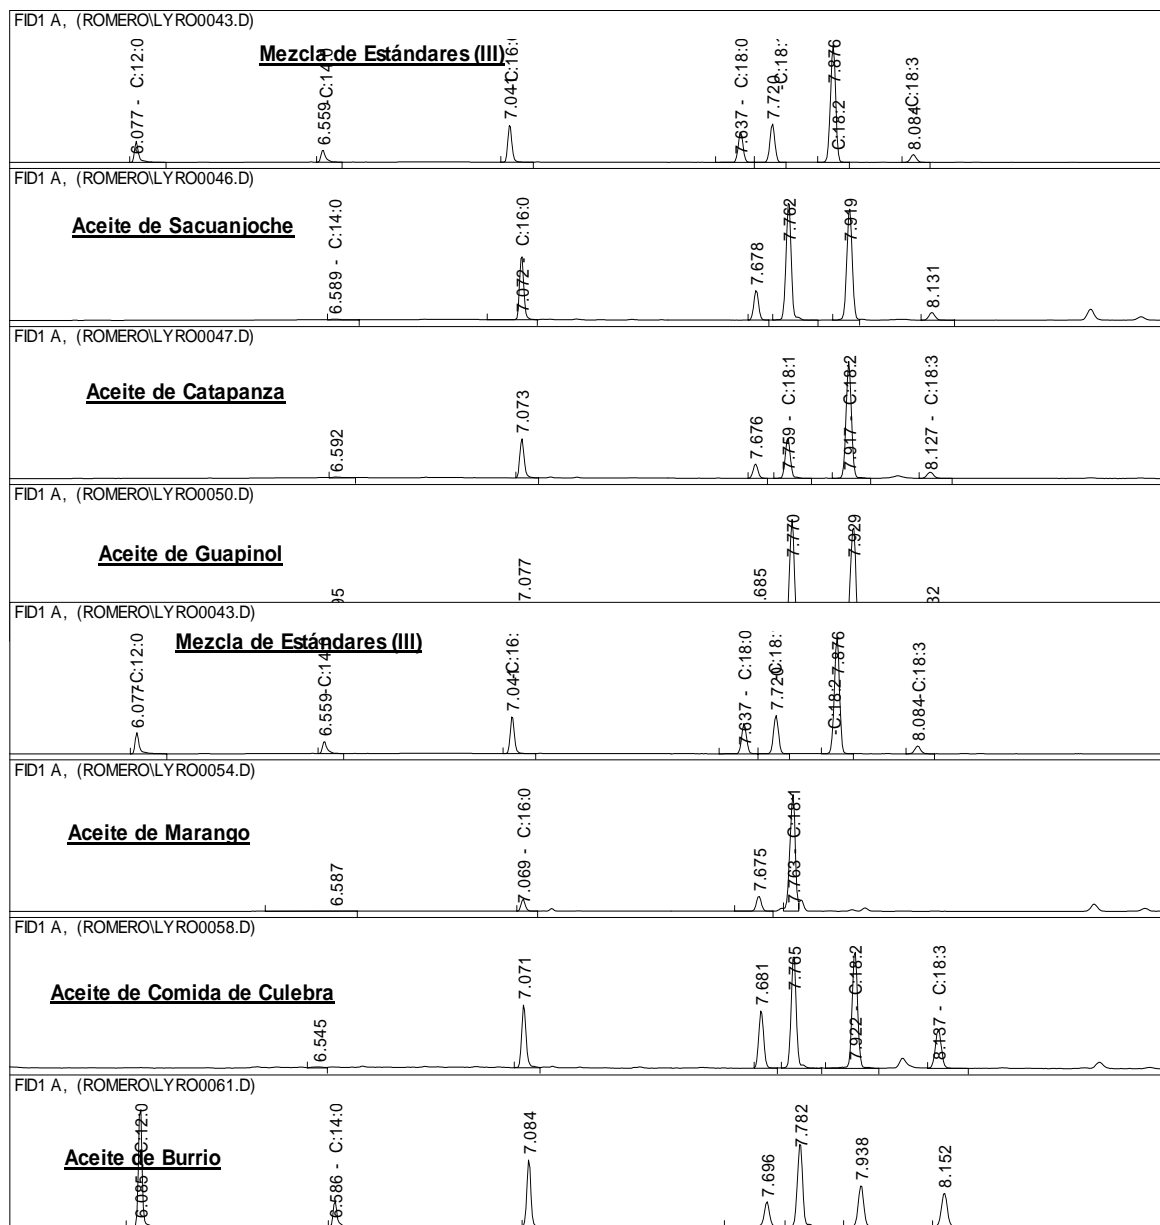 FID1 A, (ROMERO\LYRO0043.D)
Mezcla de Estándares (III)
6.077 - C:12:0
6.559 - C:14:0
7.041 - C:16:0
7.637 - C:18:0
7.720 - C:18:
7.876
C:18:2
8.084 - C:18:3
FID1 A, (ROMERO\LYRO0046.D)
Aceite de Sacuanjoche
6.589 - C:14:0
7.072 - C:16:0
7.678
7.762
7.919
8.131
FID1 A, (ROMERO\LYRO0047.D)
Aceite de Catapanza
6.592
7.073
7.676
7.759 - C:18:1
7.917 - C:18:2
8.127 - C:18:3
FID1 A, (ROMERO\LYRO0050.D)
Aceite de Guapinol
7.077
.685
7.770
7.929
FID1 A, (ROMERO\LYRO0043.D)
Mezcla de Estándares (III)
6.077 - C:12:0
6.559 - C:14:
7.041 - C:16:
7.637 - C:18:0
7.720 - C:18:
-C:18:2 7.876
8.084 - C:18:3
FID1 A, (ROMERO\LYRO0054.D)
Aceite de Marango
6.587
7.069 - C:16:0
7.675
7.763 - C:18:1
FID1 A, (ROMERO\LYRO0058.D)
Aceite de Comida de Culebra
6.545
7.071
7.681
7.765
7.922 - C:18:2
8.137 - C:18:3
FID1 A, (ROMERO\LYRO0061.D)
Aceite de Burrio
6.085 - C:12:0
6.586 - C:14:0
7.084
7.696
7.782
7.938
8.152